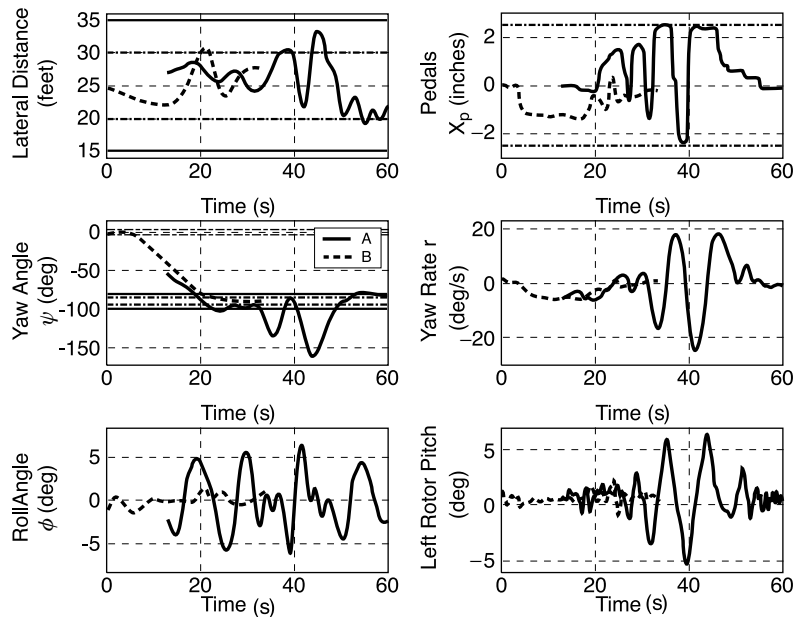 35
30
25
20
15
0 20 40 60
Lateral Distance
(feet)
Time (s)
2
0
−2
0 20 40 60
Pedals
Xp (inches)
Time (s)
0
-50
-100
-150
0 20 40 60
Yaw Angle
ψ (deg)
A
B
Time (s)
20
0
-20
0 20 40 60
Yaw Rate r
(deg/s)
Time (s)
5
0
-5
0 20 40 60
RollAngle
ϕ (deg)
Time (s)
5
0
−5
0 20 40 60
Left Rotor Pitch
(deg)
Time (s)